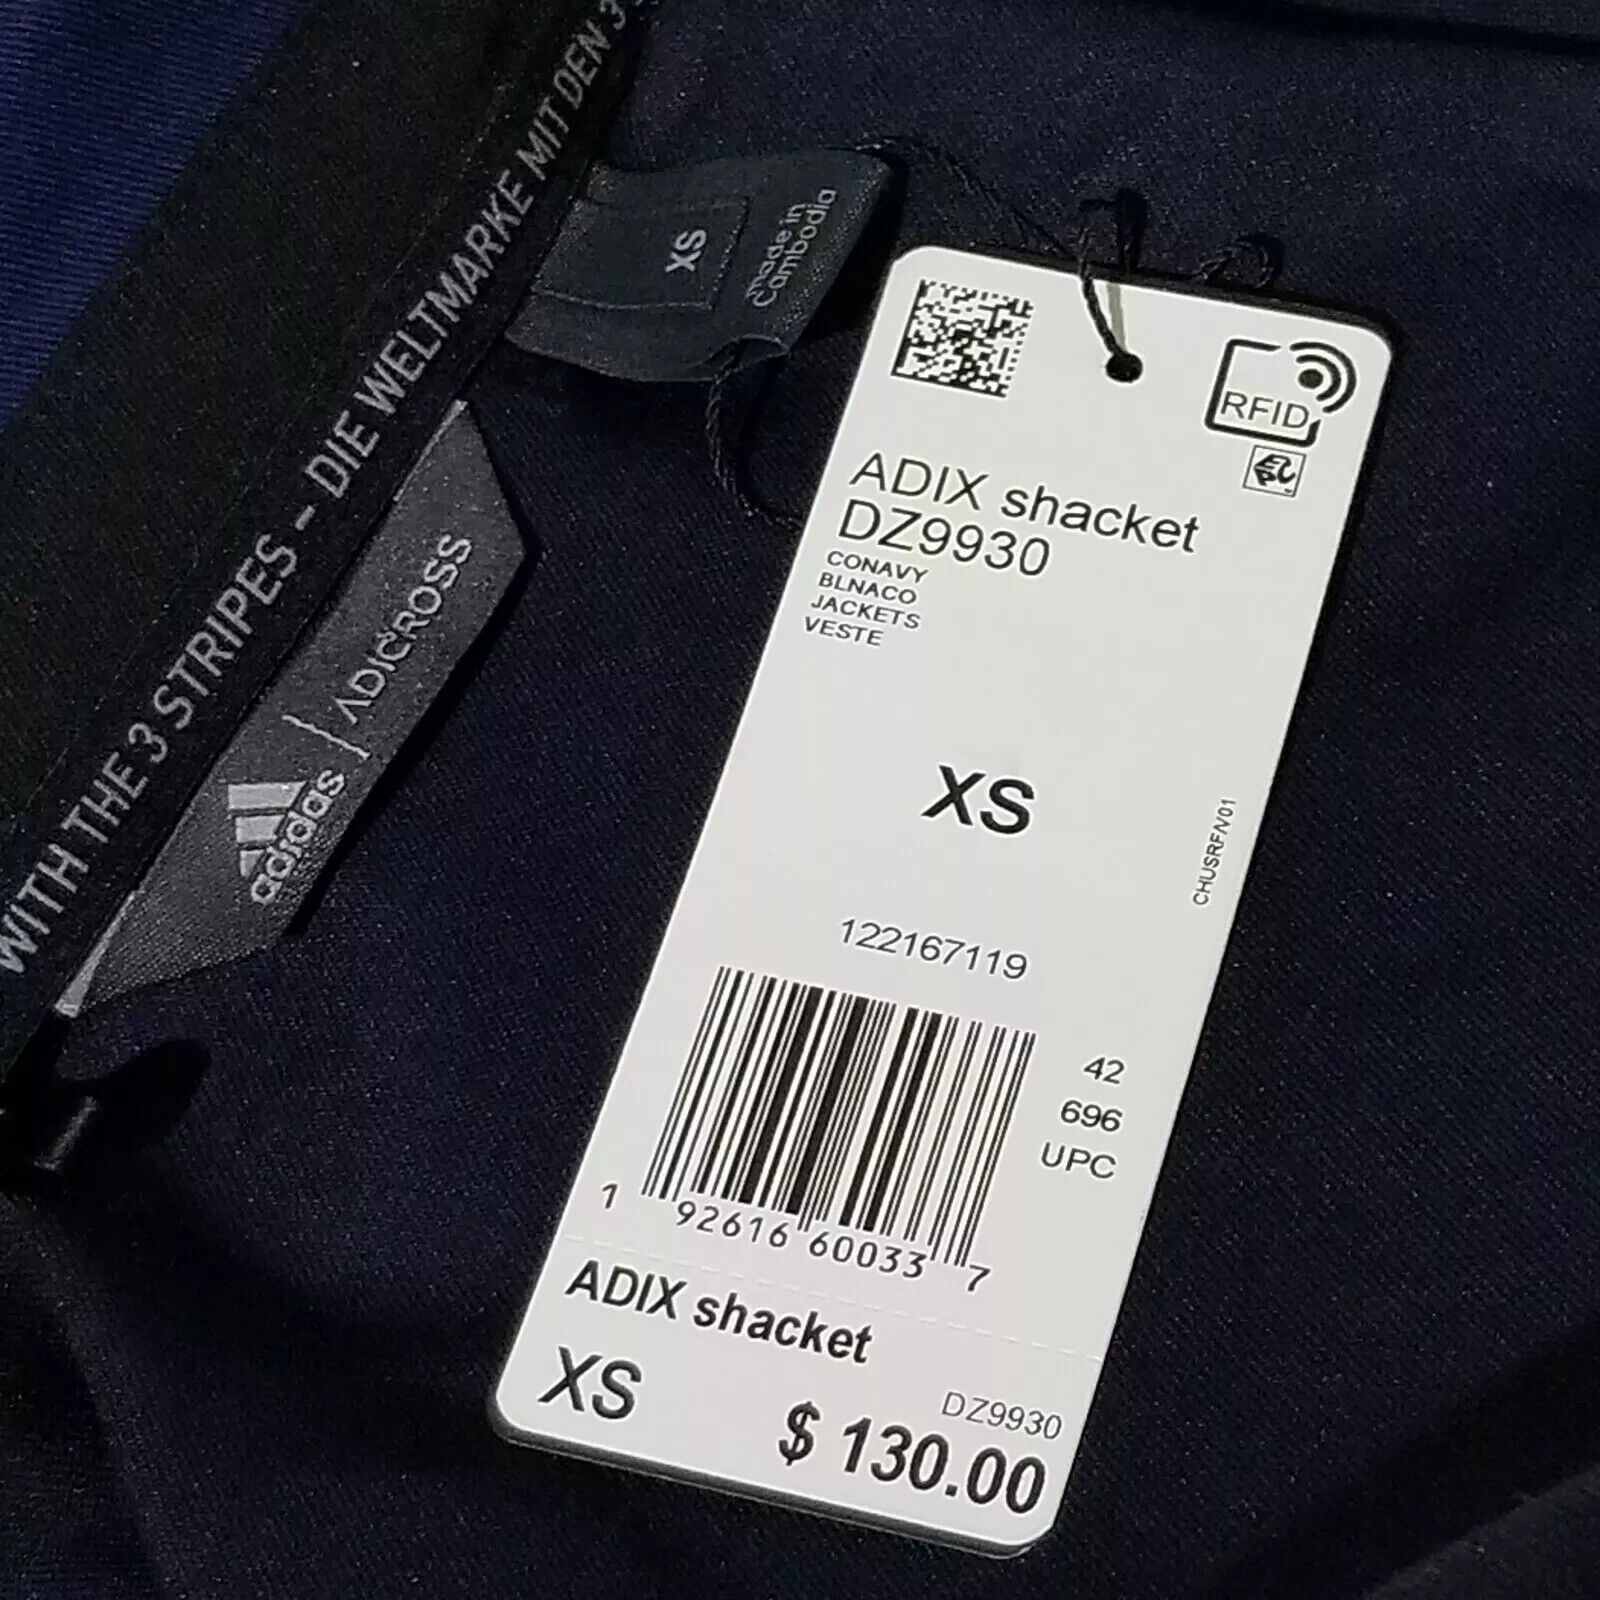 WITH THE 3 STRIPES - DIE WELTMARKE MIT DEN 3
XS
Made in
Cambodia
adidas | ADICROSS
RFID
ADIX shacket
DZ9930
CONAVY
BLNACO
JACKETS
VESTE
XS
CHUSRFN01
122167119
42
696
UPC
1 92616 60033 7
ADIX shacket
XS
DZ9930
$ 130.00